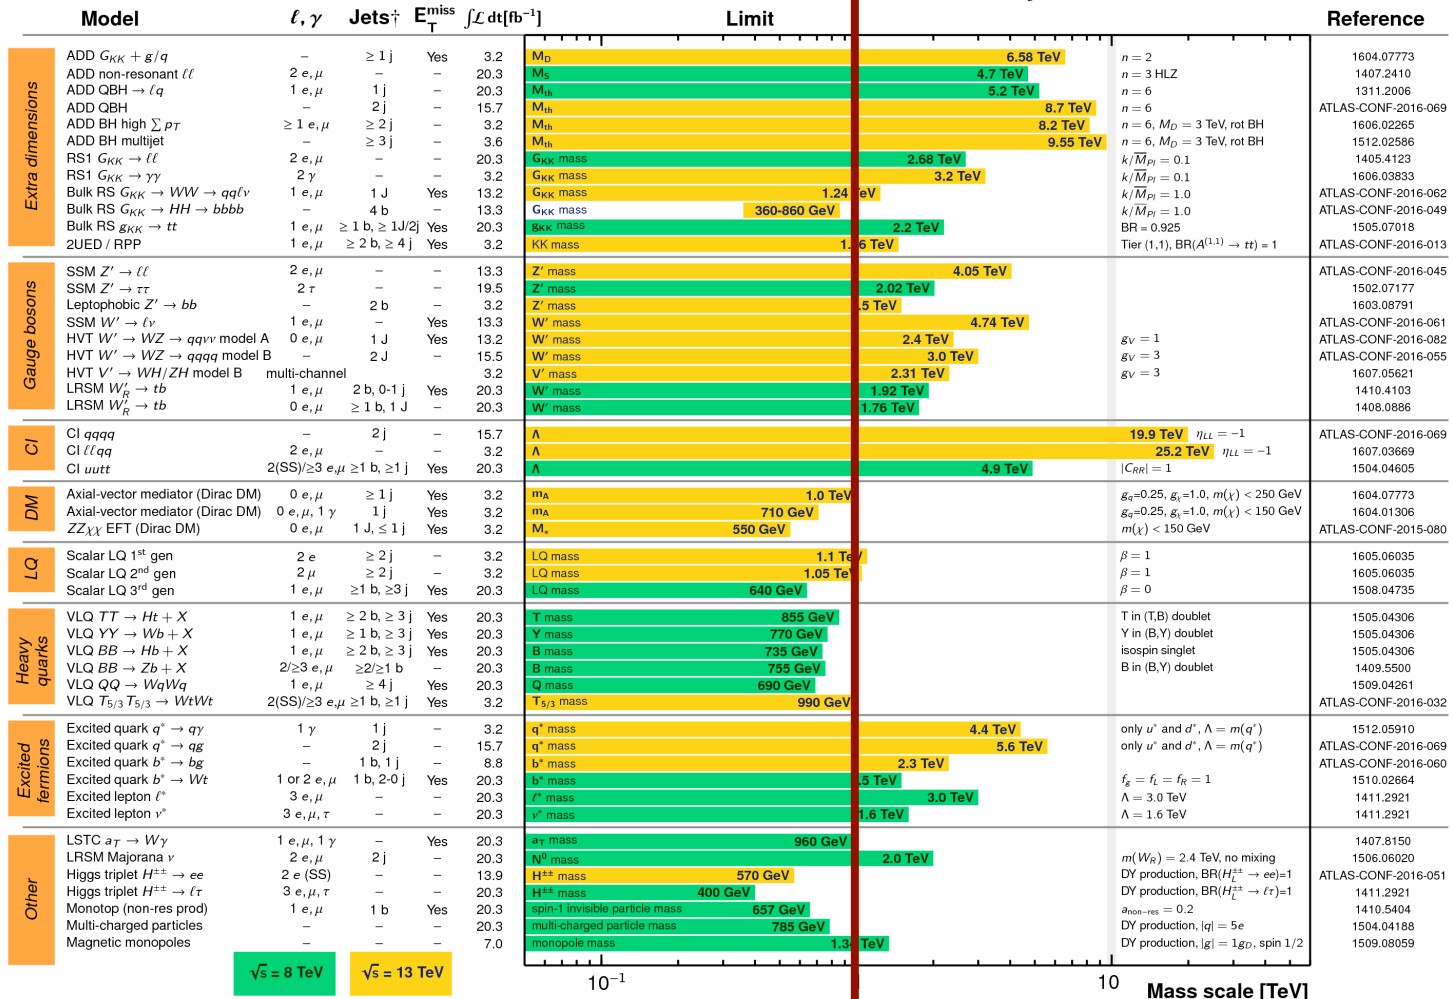 Model ℓ, γ Jets† E_T^miss ∫ℒ dt[fb⁻¹] Limit Reference
Extra dimensions
ADD G_KK + g/q – ≥ 1 j Yes 3.2 M_D 6.58 TeV n = 2 1604.07773
ADD non-resonant ℓℓ 2 e, μ – – 20.3 M_S 4.7 TeV n = 3 HLZ 1407.2410
ADD QBH → ℓq 1 e, μ 1 j – 20.3 M_th 5.2 TeV n = 6 1311.2006
ADD QBH – 2 j – 15.7 M_th 8.7 TeV n = 6 ATLAS-CONF-2016-069
ADD BH high ∑ p_T ≥ 1 e, μ ≥ 2 j – 3.2 M_th 8.2 TeV n = 6, M_D = 3 TeV, rot BH 1606.02265
ADD BH multijet – ≥ 3 j – 3.6 M_th 9.55 TeV n = 6, M_D = 3 TeV, rot BH 1512.02586
RS1 G_KK → ℓℓ 2 e, μ – – 20.3 G_KK mass 2.68 TeV k/M̅_Pl = 0.1 1405.4123
RS1 G_KK → γγ 2 γ – – 3.2 G_KK mass 3.2 TeV k/M̅_Pl = 0.1 1606.03833
Bulk RS G_KK → WW → qqℓν 1 e, μ 1 J Yes 13.2 G_KK mass 1.24 TeV k/M̅_Pl = 1.0 ATLAS-CONF-2016-062
Bulk RS G_KK → HH → bbbb – 4 b – 13.3 G_KK mass 360-860 GeV k/M̅_Pl = 1.0 ATLAS-CONF-2016-049
Bulk RS g_KK → tt 1 e, μ ≥ 1 b, ≥ 1J/2j Yes 20.3 g_KK mass 2.2 TeV BR = 0.925 1505.07018
2UED / RPP 1 e, μ ≥ 2 b, ≥ 4 j Yes 3.2 KK mass 1. 6 TeV Tier (1,1), BR(A^(1,1) → tt) = 1 ATLAS-CONF-2016-013
Gauge bosons
SSM Z′ → ℓℓ 2 e, μ – – 13.3 Z′ mass 4.05 TeV ATLAS-CONF-2016-045
SSM Z′ → ττ 2 τ – – 19.5 Z′ mass 2.02 TeV 1502.07177
Leptophobic Z′ → bb – 2 b – 3.2 Z′ mass .5 TeV 1603.08791
SSM W′ → ℓν 1 e, μ – Yes 13.3 W′ mass 4.74 TeV ATLAS-CONF-2016-061
HVT W′ → WZ → qqνν model A 0 e, μ 1 J Yes 13.2 W′ mass 2.4 TeV g_V = 1 ATLAS-CONF-2016-082
HVT W′ → WZ → qqqq model B – 2 J – 15.5 W′ mass 3.0 TeV g_V = 3 ATLAS-CONF-2016-055
HVT V′ → WH/ZH model B multi-channel 3.2 V′ mass 2.31 TeV g_V = 3 1607.05621
LRSM W′_R → tb 1 e, μ 2 b, 0-1 j Yes 20.3 W′ mass 1.92 TeV 1410.4103
LRSM W′_R → tb 0 e, μ ≥ 1 b, 1 J – 20.3 W′ mass 1.76 TeV 1408.0886
CI
CI qqqq – 2 j – 15.7 Λ 19.9 TeV η_LL = −1 ATLAS-CONF-2016-069
CI ℓℓqq 2 e, μ – – 3.2 Λ 25.2 TeV η_LL = −1 1607.03669
CI uutt 2(SS)/≥3 e,μ ≥1 b, ≥1 j Yes 20.3 Λ 4.9 TeV |C_RR| = 1 1504.04605
DM
Axial-vector mediator (Dirac DM) 0 e, μ ≥ 1 j Yes 3.2 m_A 1.0 TeV g_q=0.25, g_χ=1.0, m(χ) < 250 GeV 1604.07773
Axial-vector mediator (Dirac DM) 0 e, μ, 1 γ 1 j Yes 3.2 m_A 710 GeV g_q=0.25, g_χ=1.0, m(χ) < 150 GeV 1604.01306
ZZχχ EFT (Dirac DM) 0 e, μ 1 J, ≤ 1 j Yes 3.2 M_* 550 GeV m(χ) < 150 GeV ATLAS-CONF-2015-080
LQ
Scalar LQ 1st gen 2 e ≥ 2 j – 3.2 LQ mass 1.1 TeV β = 1 1605.06035
Scalar LQ 2nd gen 2 μ ≥ 2 j – 3.2 LQ mass 1.05 TeV β = 1 1605.06035
Scalar LQ 3rd gen 1 e, μ ≥1 b, ≥3 j Yes 20.3 LQ mass 640 GeV β = 0 1508.04735
Heavy quarks
VLQ TT → Ht + X 1 e, μ ≥ 2 b, ≥ 3 j Yes 20.3 T mass 855 GeV T in (T,B) doublet 1505.04306
VLQ YY → Wb + X 1 e, μ ≥ 1 b, ≥ 3 j Yes 20.3 Y mass 770 GeV Y in (B,Y) doublet 1505.04306
VLQ BB → Hb + X 1 e, μ ≥ 2 b, ≥ 3 j Yes 20.3 B mass 735 GeV isospin singlet 1505.04306
VLQ BB → Zb + X 2/≥3 e, μ ≥2/≥1 b – 20.3 B mass 755 GeV B in (B,Y) doublet 1409.5500
VLQ QQ → WqWq 1 e, μ ≥ 4 j Yes 20.3 Q mass 690 GeV 1509.04261
VLQ T_5/3 T_5/3 → WtWt 2(SS)/≥3 e,μ ≥1 b, ≥1 j Yes 3.2 T_5/3 mass 990 GeV ATLAS-CONF-2016-032
Excited fermions
Excited quark q* → qγ 1 γ 1 j – 3.2 q* mass 4.4 TeV only u* and d*, Λ = m(q*) 1512.05910
Excited quark q* → qg – 2 j – 15.7 q* mass 5.6 TeV only u* and d*, Λ = m(q*) ATLAS-CONF-2016-069
Excited quark b* → bg – 1 b, 1 j – 8.8 b* mass 2.3 TeV ATLAS-CONF-2016-060
Excited quark b* → Wt 1 or 2 e, μ 1 b, 2-0 j Yes 20.3 b* mass .5 TeV f_g = f_L = f_R = 1 1510.02664
Excited lepton ℓ* 3 e, μ – – 20.3 ℓ* mass 3.0 TeV Λ = 3.0 TeV 1411.2921
Excited lepton ν* 3 e, μ, τ – – 20.3 ν* mass 1.6 TeV Λ = 1.6 TeV 1411.2921
Other
LSTC a_T → Wγ 1 e, μ, 1 γ – Yes 20.3 a_T mass 960 GeV 1407.8150
LRSM Majorana ν 2 e, μ 2 j – 20.3 N⁰ mass 2.0 TeV m(W_R) = 2.4 TeV, no mixing 1506.06020
Higgs triplet H^±± → ee 2 e (SS) – – 13.9 H^±± mass 570 GeV DY production, BR(H_L^±± → ee)=1 ATLAS-CONF-2016-051
Higgs triplet H^±± → ℓτ 3 e, μ, τ – – 20.3 H^±± mass 400 GeV DY production, BR(H_L^±± → ℓτ)=1 1411.2921
Monotop (non-res prod) 1 e, μ 1 b Yes 20.3 spin-1 invisible particle mass 657 GeV a_non-res = 0.2 1410.5404
Multi-charged particles – – – 20.3 multi-charged particle mass 785 GeV DY production, |q| = 5e 1504.04188
Magnetic monopoles – – – 7.0 monopole mass 1.34 TeV DY production, |g| = 1g_D, spin 1/2 1509.08059
√s = 8 TeV √s = 13 TeV
10⁻¹ 10
Mass scale [TeV]